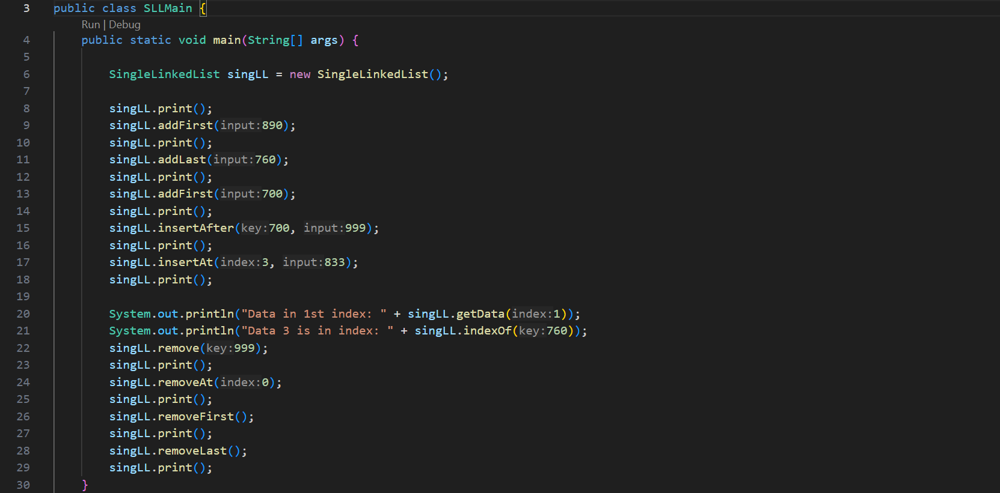 3 public class SLLMain {
Run | Debug
4 public static void main(String[] args) {
5
6 SingleLinkedList singLL = new SingleLinkedList();
7
8 singLL.print();
9 singLL.addFirst(input:890);
10 singLL.print();
11 singLL.addLast(input:760);
12 singLL.print();
13 singLL.addFirst(input:700);
14 singLL.print();
15 singLL.insertAfter(key:700, input:999);
16 singLL.print();
17 singLL.insertAt(index:3, input:833);
18 singLL.print();
19
20 System.out.println("Data in 1st index: " + singLL.getData(index:1));
21 System.out.println("Data 3 is in index: " + singLL.indexOf(key:760));
22 singLL.remove(key:999);
23 singLL.print();
24 singLL.removeAt(index:0);
25 singLL.print();
26 singLL.removeFirst();
27 singLL.print();
28 singLL.removeLast();
29 singLL.print();
30 }